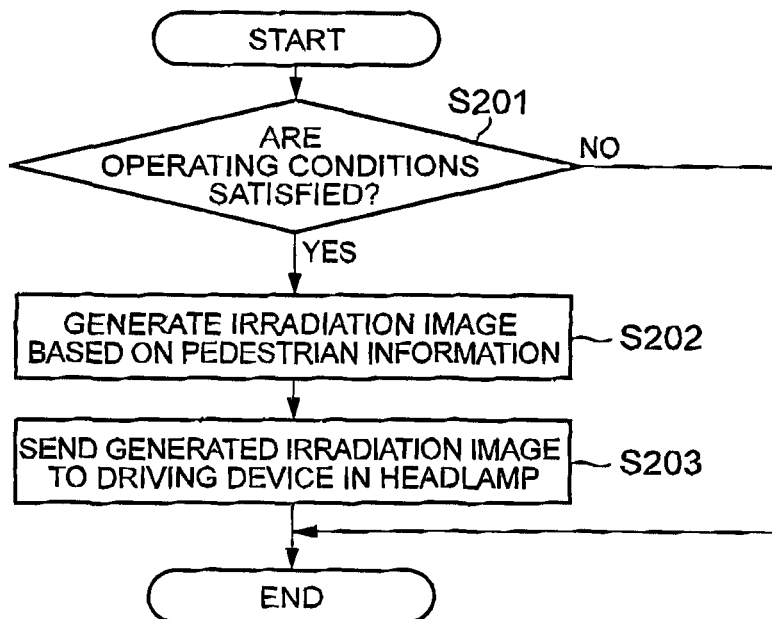 START
S201
ARE
OPERATING CONDITIONS
SATISFIED?
NO
YES
GENERATE IRRADIATION IMAGE
BASED ON PEDESTRIAN INFORMATION
S202
SEND GENERATED IRRADIATION IMAGE
TO DRIVING DEVICE IN HEADLAMP
S203
END